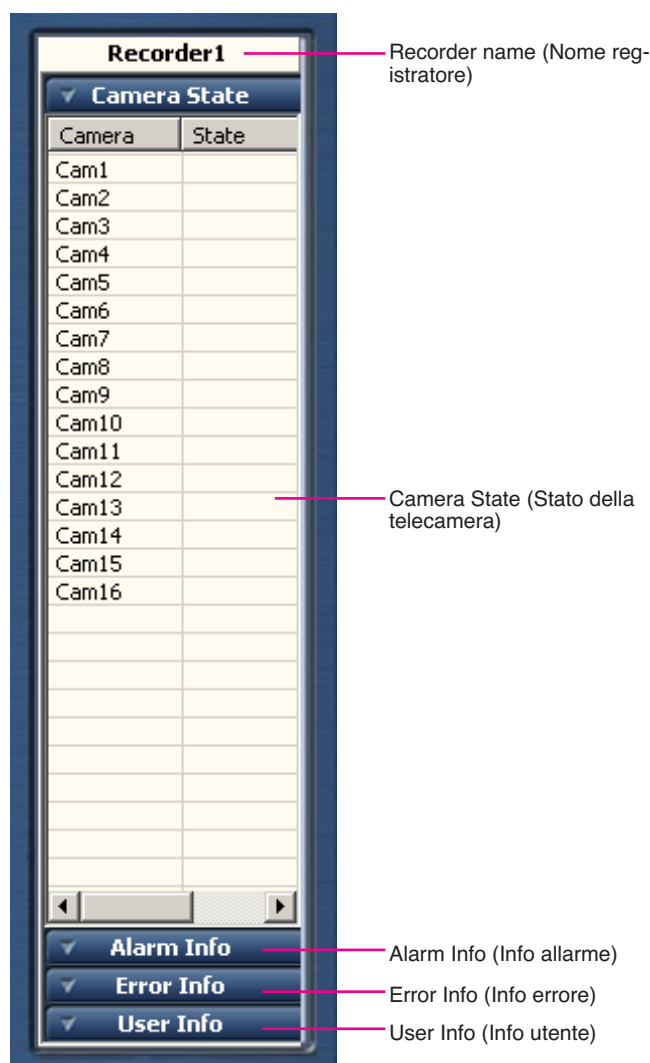 Recorder1
Recorder name (Nome reg-
istratore)
Camera State
Camera State
Cam1
Cam2
Cam3
Cam4
Cam5
Cam6
Cam7
Cam8
Cam9
Cam10
Cam11
Cam12
Cam13
Cam14
Cam15
Cam16
Camera State (Stato della
telecamera)
Alarm Info
Alarm Info (Info allarme)
Error Info
Error Info (Info errore)
User Info
User Info (Info utente)